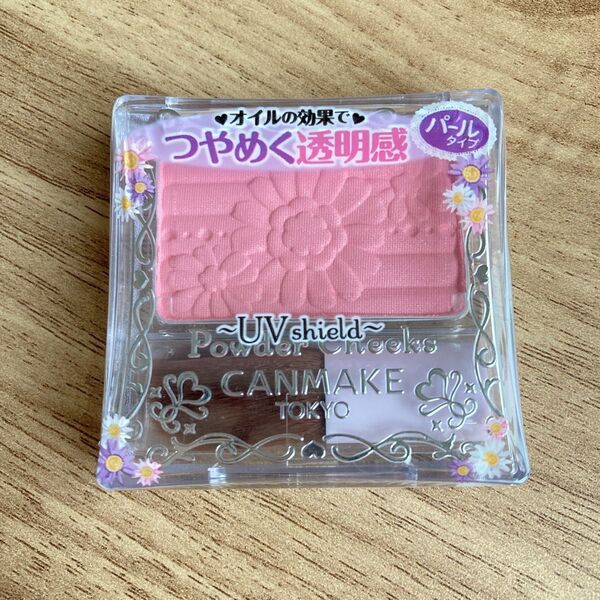 ♥オイルの効果で♥
つやめく透明感
パール
タイプ
~UV shield~
Powder Cheeks
CANMAKE
TOKYO